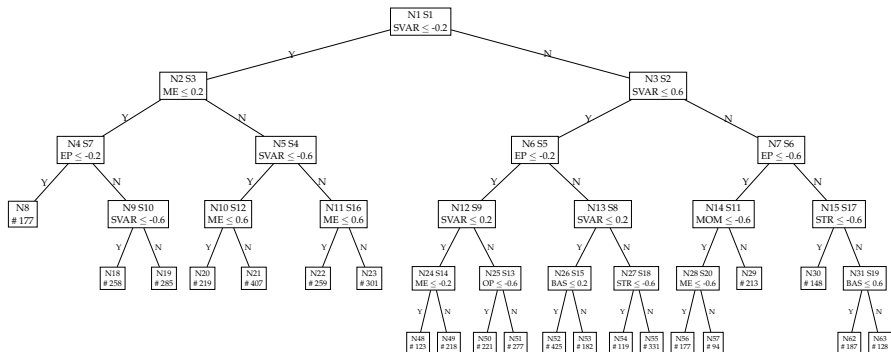 N1 S1
SVAR ≤ -0.2
Y
N
N2 S3
ME ≤ 0.2
N3 S2
SVAR ≤ 0.6
Y
N
Y
N
N4 S7
EP ≤ -0.2
N5 S4
SVAR ≤ -0.6
N6 S5
EP ≤ -0.2
N7 S6
EP ≤ -0.6
Y
N
Y
N
Y
N
Y
N
N8
# 177
N9 S10
SVAR ≤ -0.6
N10 S12
ME ≤ 0.6
N11 S16
ME ≤ 0.6
N12 S9
SVAR ≤ 0.2
N13 S8
SVAR ≤ 0.2
N14 S11
MOM ≤ -0.6
N15 S17
STR ≤ -0.6
Y
N
Y
N
Y
N
Y
N
Y
N
Y
N
Y
N
N18
# 258
N19
# 285
N20
# 219
N21
# 407
N22
# 259
N23
# 301
N24 S14
ME ≤ -0.2
N25 S13
OP ≤ -0.6
N26 S15
BAS ≤ 0.2
N27 S18
STR ≤ -0.6
N28 S20
ME ≤ -0.6
N29
# 213
N30
# 148
N31 S19
BAS ≤ 0.6
Y
N
Y
N
Y
N
Y
N
Y
N
Y
N
N48
# 123
N49
# 218
N50
# 221
N51
# 277
N52
# 425
N53
# 182
N54
# 119
N55
# 331
N56
# 177
N57
# 94
N62
# 187
N63
# 128